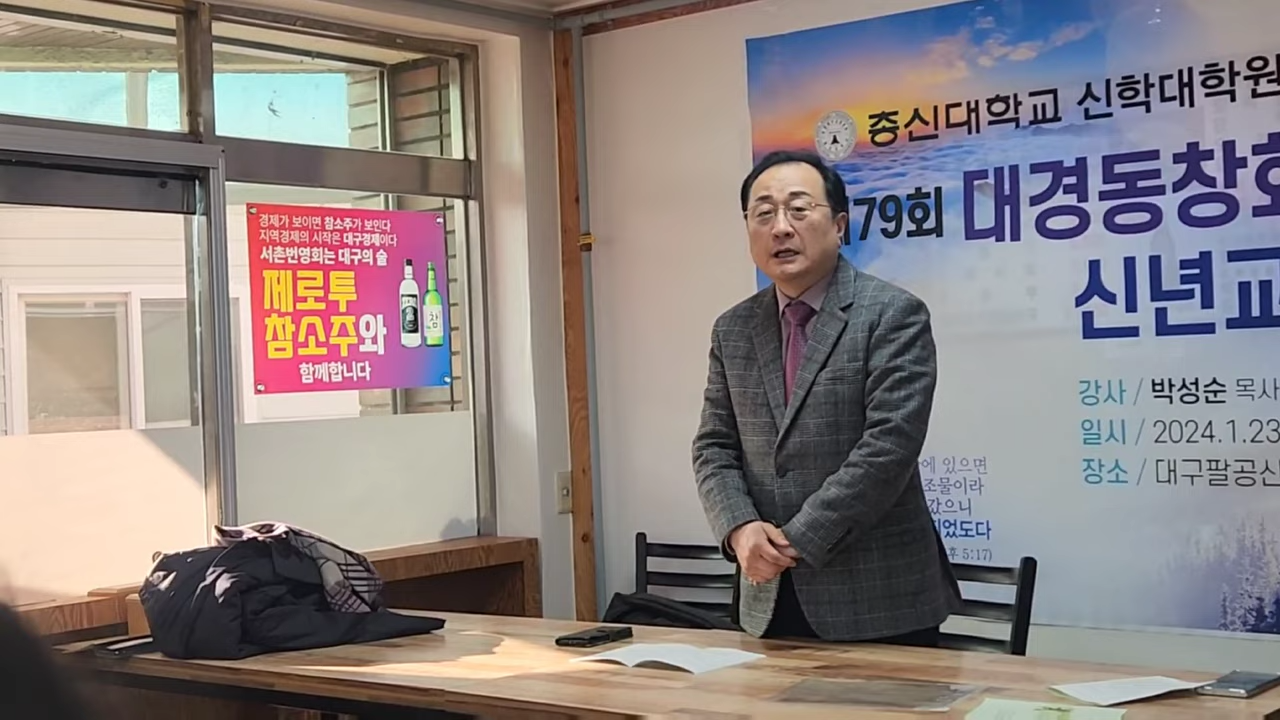 경제가 보이면 참소주가 보인다
지역경제의 시작은 대구경제이다
서촌번영회는 대구의 술
제로투
참소주와
함께합니다
참
총신대학교 신학대학원
79회 대경동창회
신년교
강사 / 박성순 목사
일시 / 2024.1.23
장소 / 대구팔공산
에 있으면
조물이라
갔으니
되었도다
후 5:17)